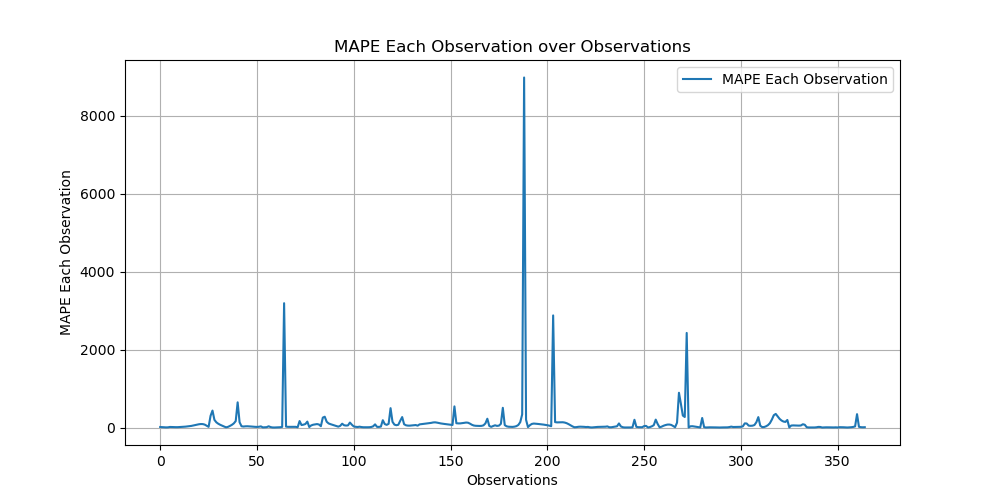 MAPE Each Observation over Observations
MAPE Each Observation
8000
6000
4000
2000
0
MAPE Each Observation
0 50 100 150 200 250 300 350
Observations